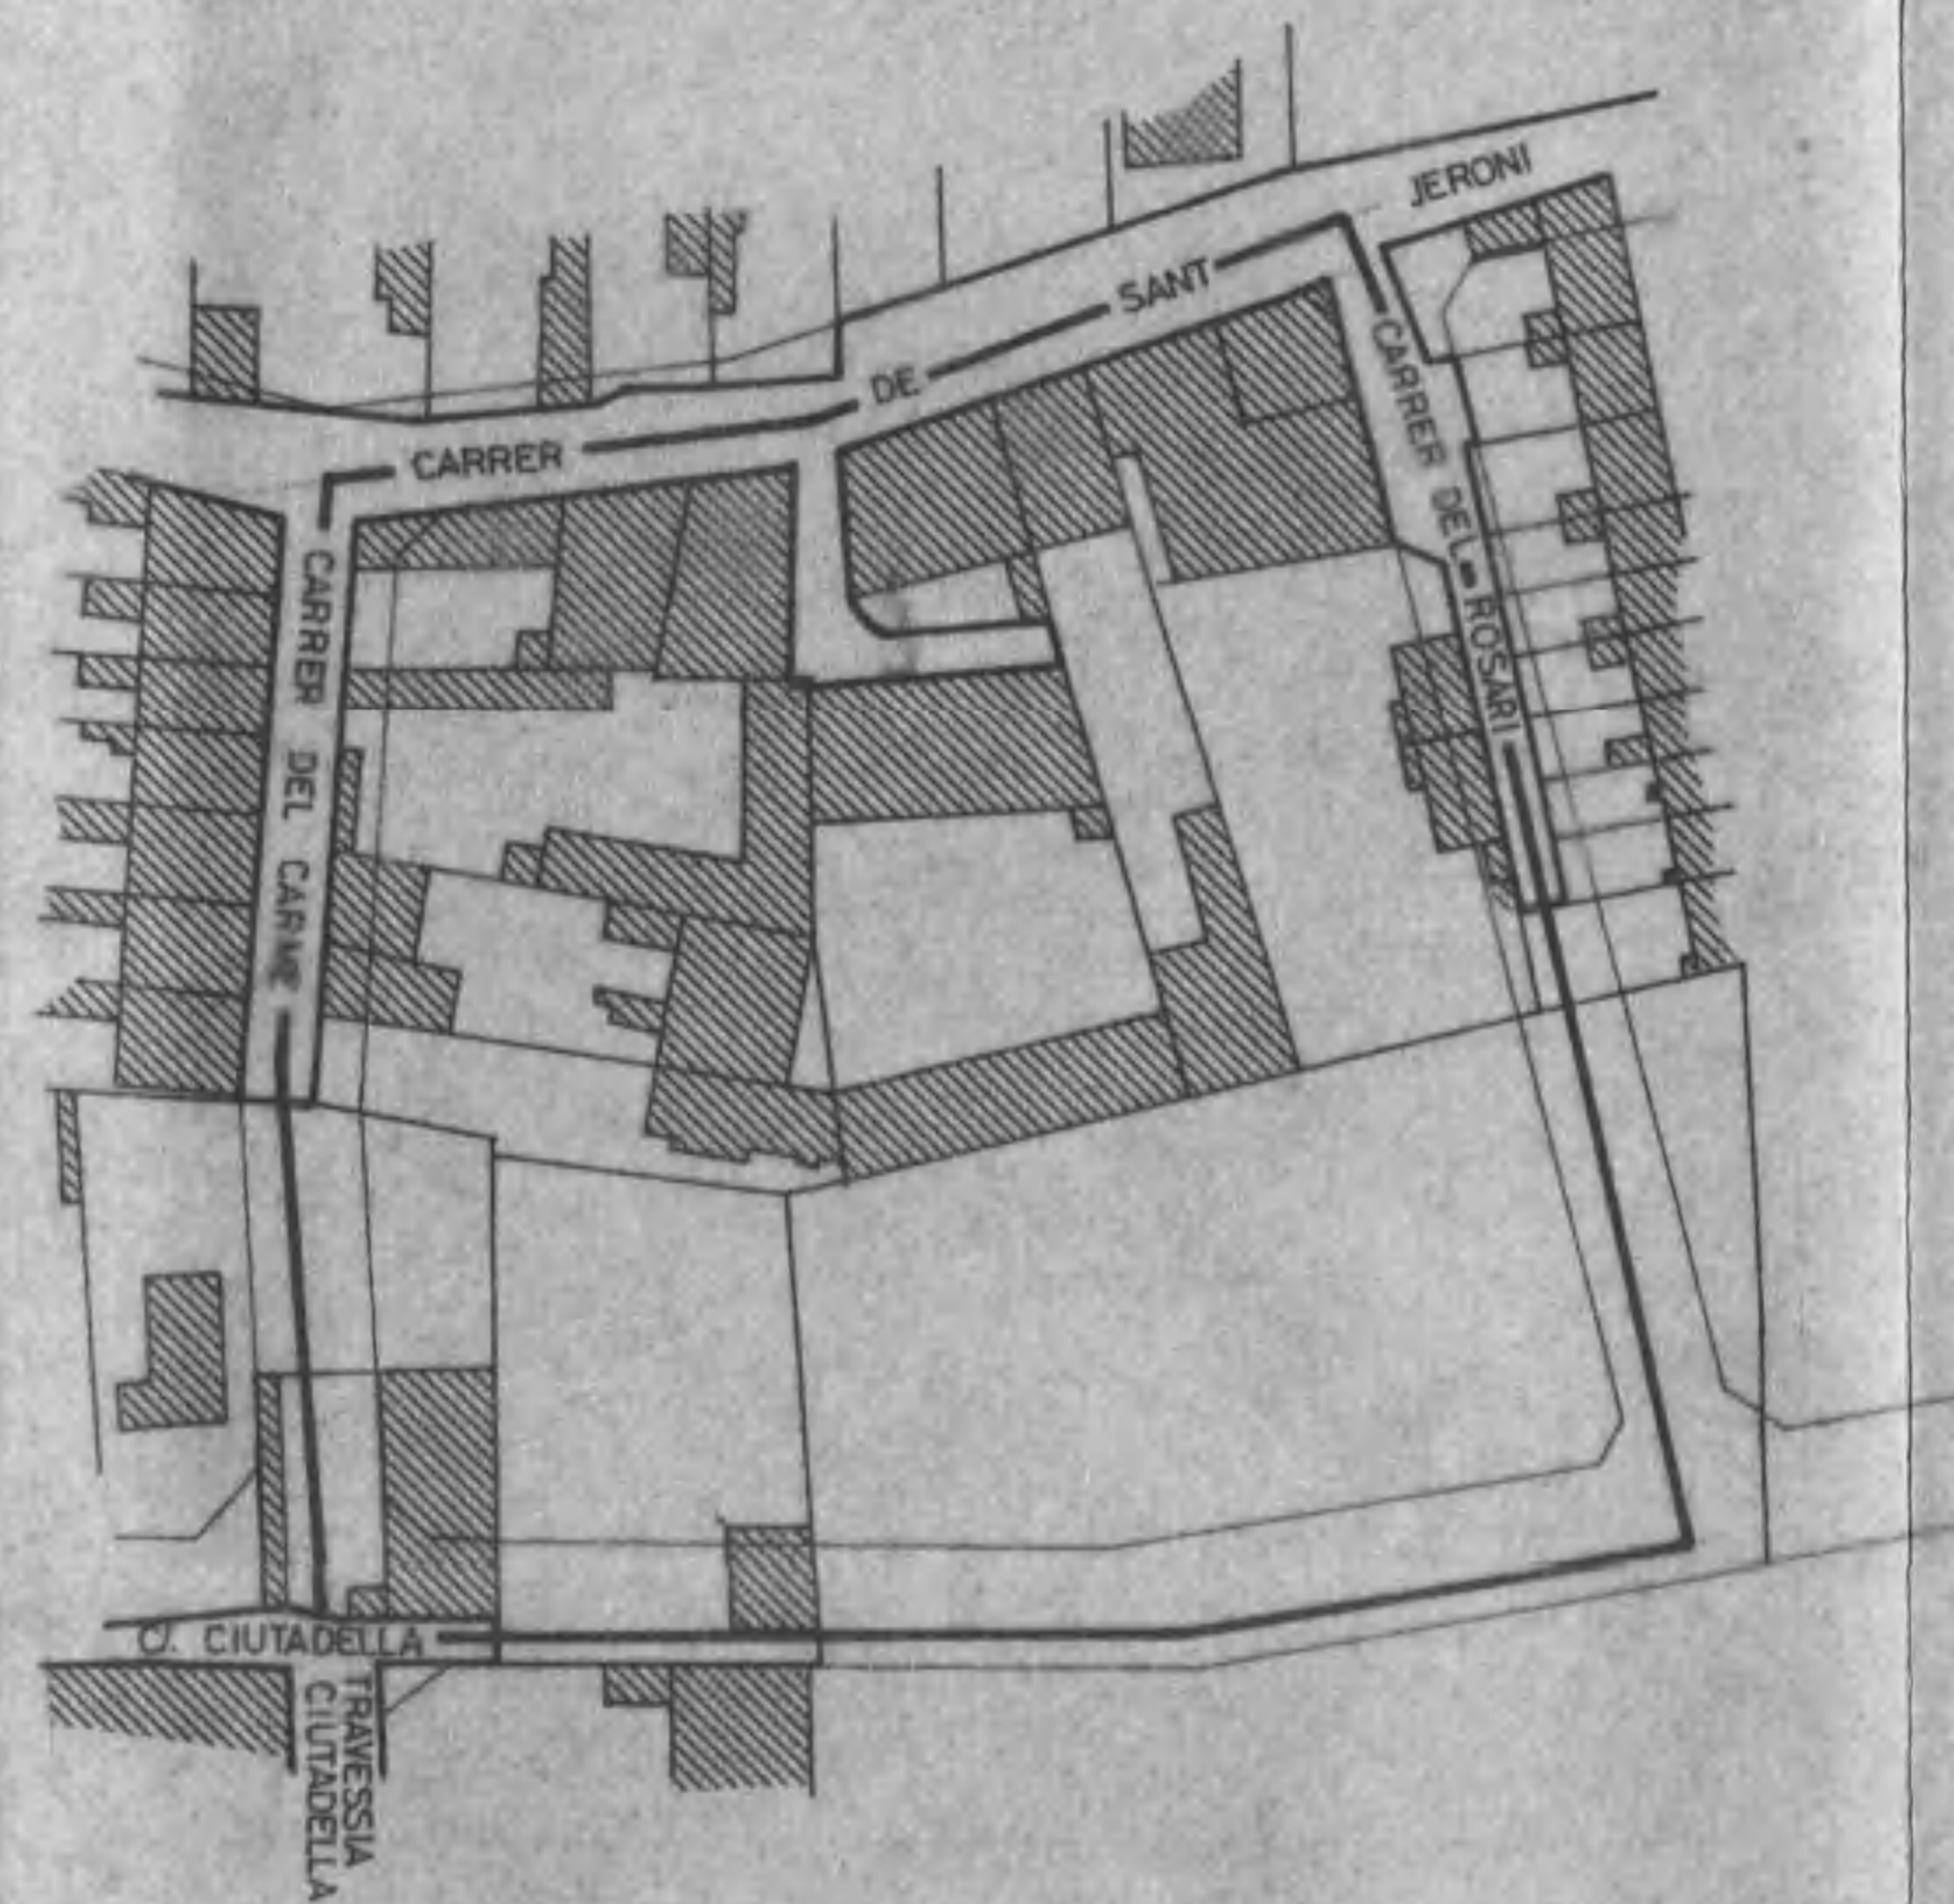 CARRER DE SANT JERONI
CARRER DEL CARME
CARRER DEL ROSARI
C/. CIUTADELLA
TRAVESSIA
CIUTADELLA